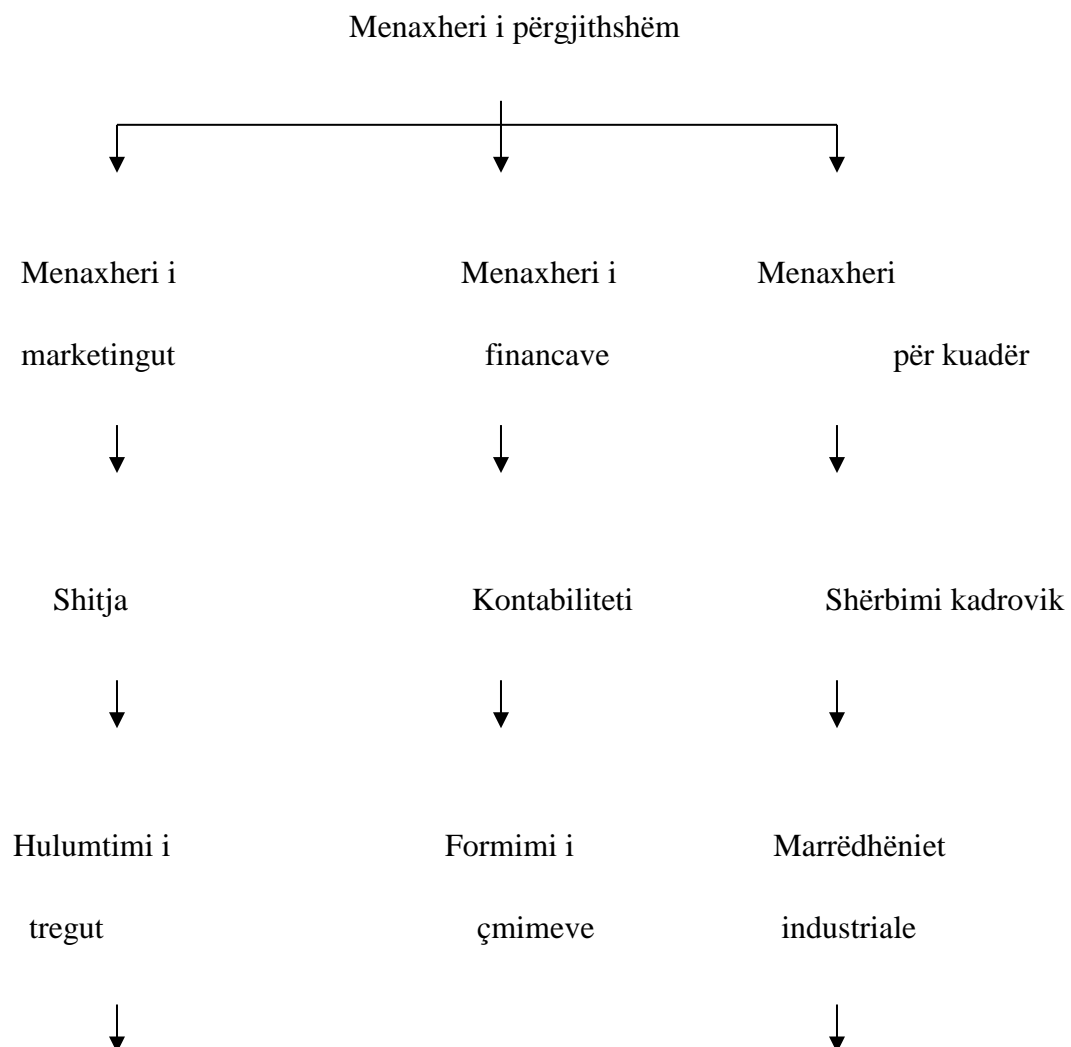 Menaxheri i përgjithshëm
Menaxheri i Menaxheri i Menaxheri
marketingut financave për kuadër
Shitja Kontabiliteti Shërbimi kadrovik
Hulumtimi i Formimi i Marrëdhëniet
tregut çmimeve industriale